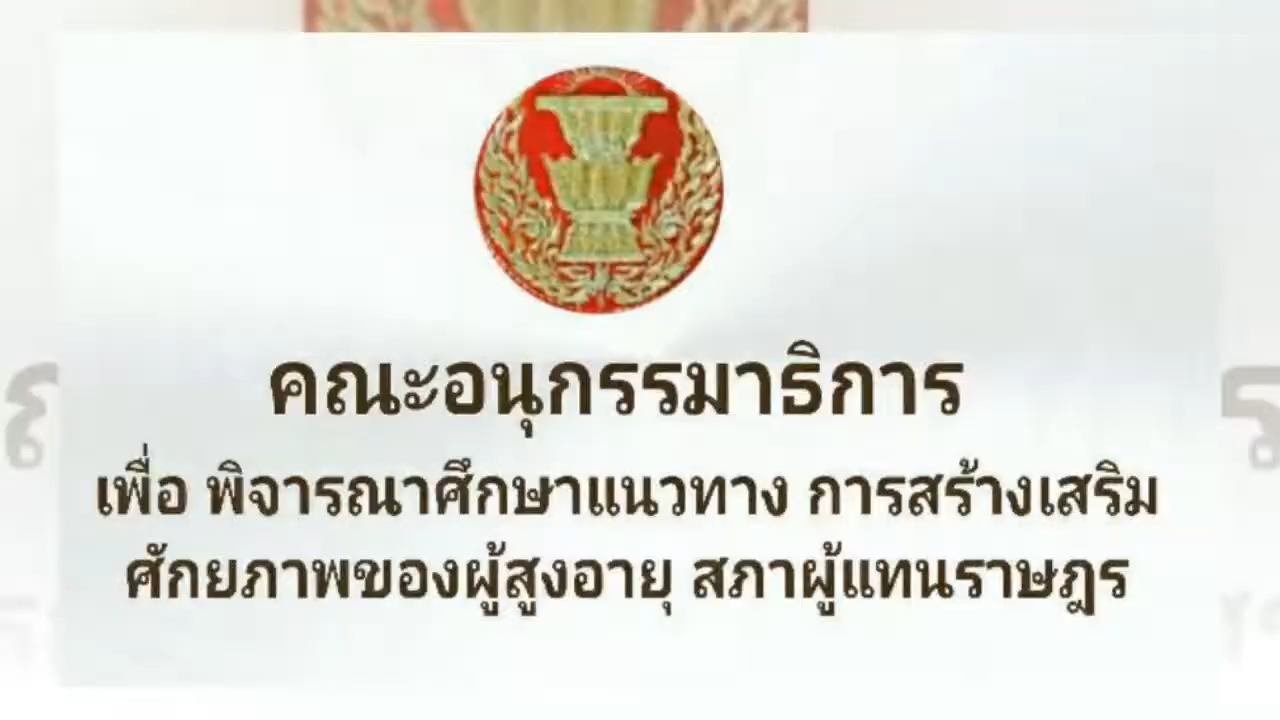 คณะอนุกรรมาธิการ
เพื่อ พิจารณาศึกษาแนวทาง การสร้างเสริม
ศักยภาพของผู้สูงอายุ สภาผู้แทนราษฎร